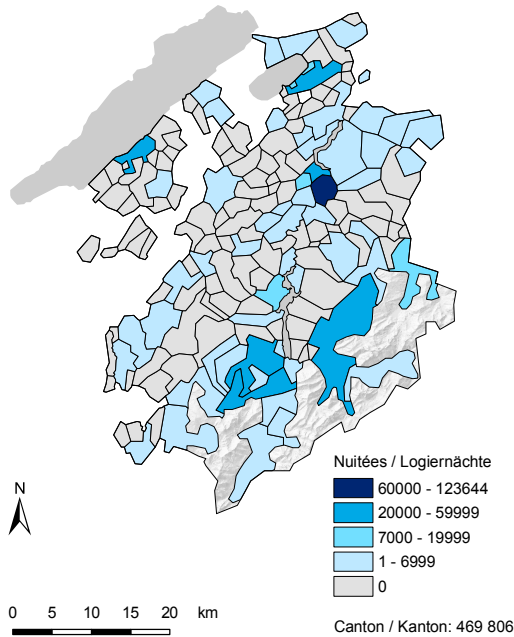 Nuitées / Logiernächte
60000 - 123644
20000 - 59999
7000 - 19999
1 - 6999
0
N
0 5 10 15 20 km
Canton / Kanton: 469 806